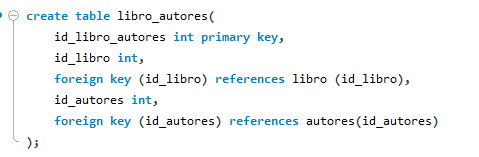 create table libro_autores(
id_libro_autores int primary key,
id_libro int,
foreign key (id_libro) references libro (id_libro),
id_autores int,
foreign key (id_autores) references autores(id_autores)
);